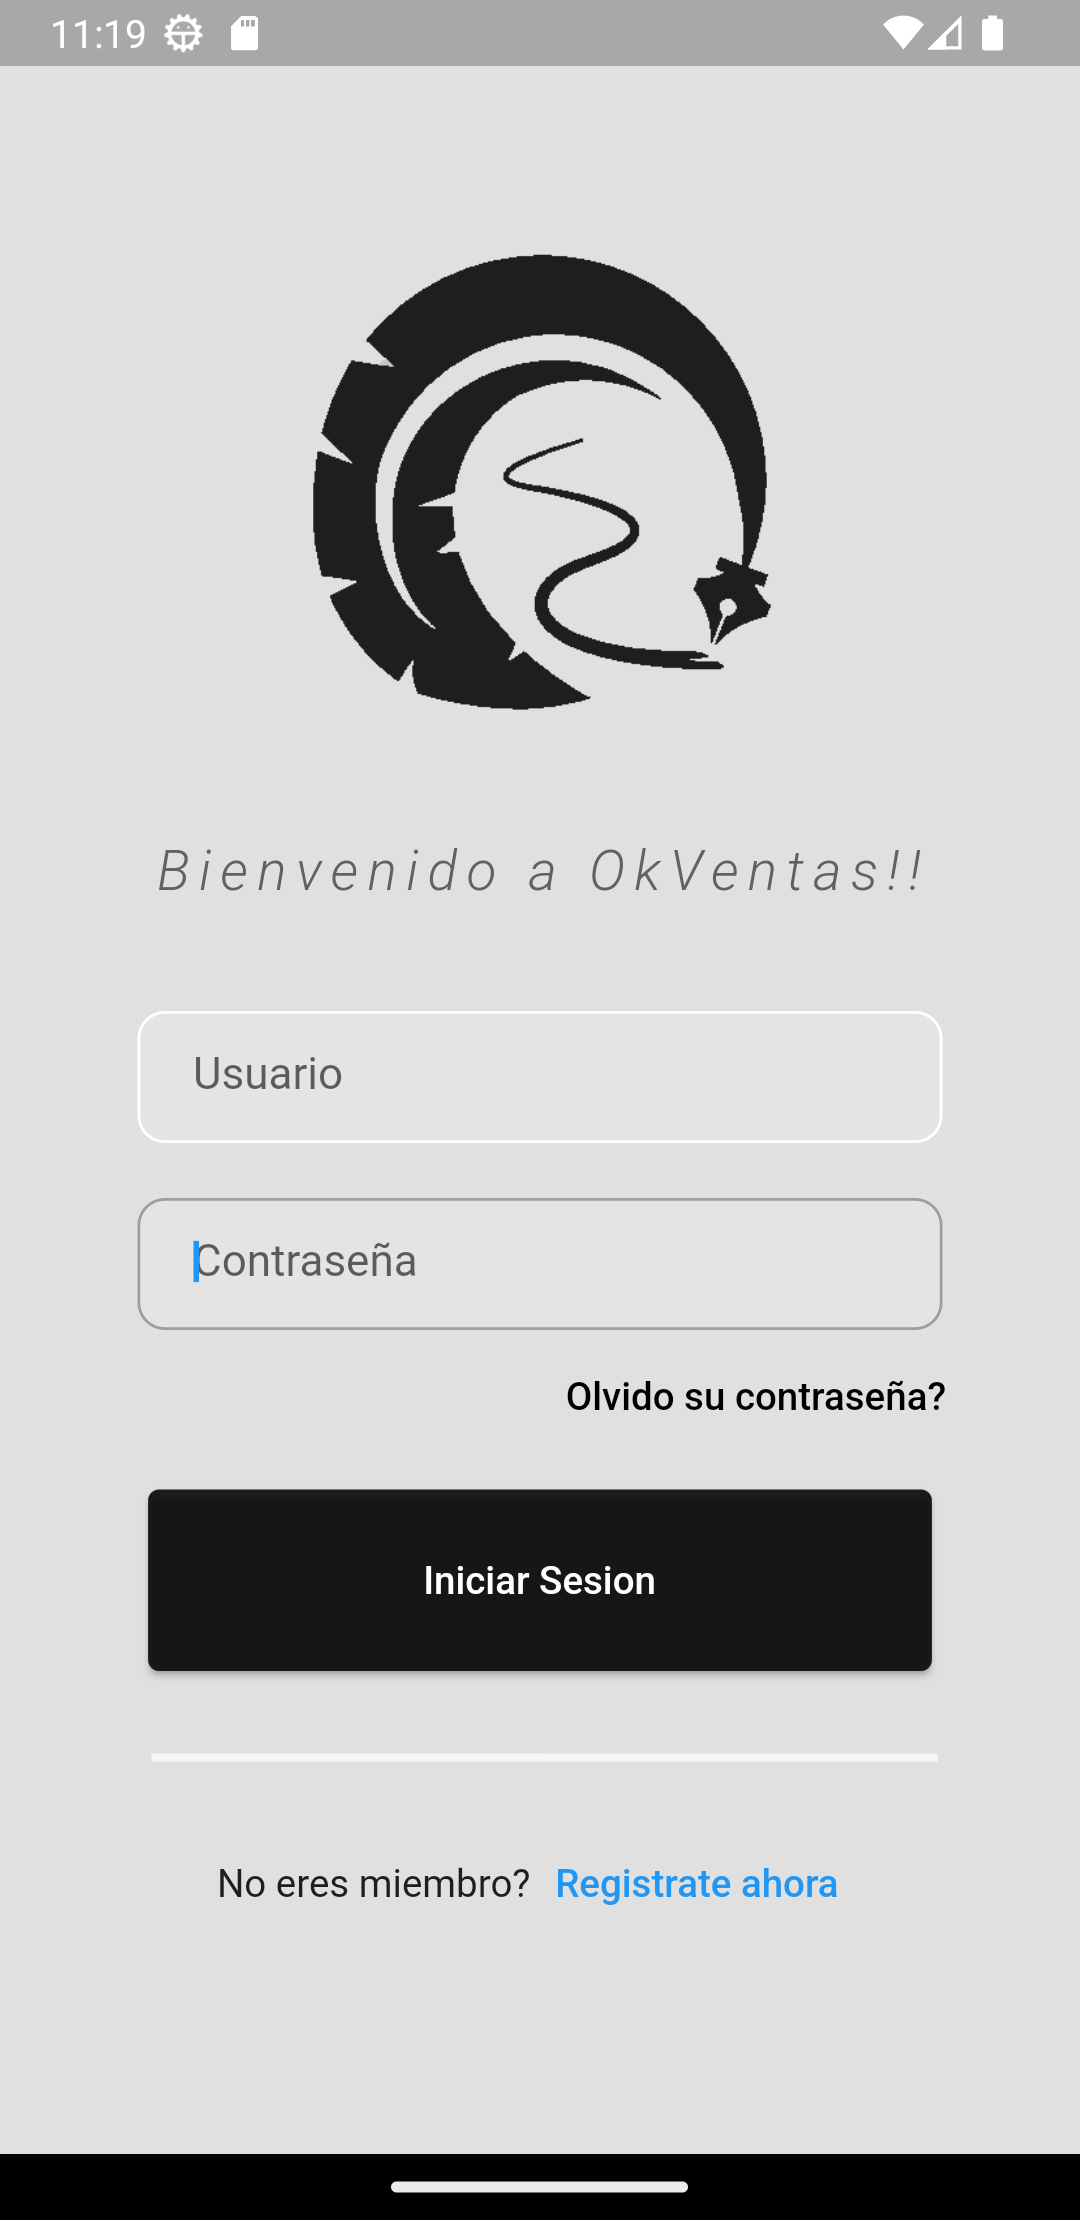 11:19
Bienvenido a OkVentas!!
Usuario
Contraseña
Olvido su contraseña?
Iniciar Sesion
No eres miembro? Registrate ahora